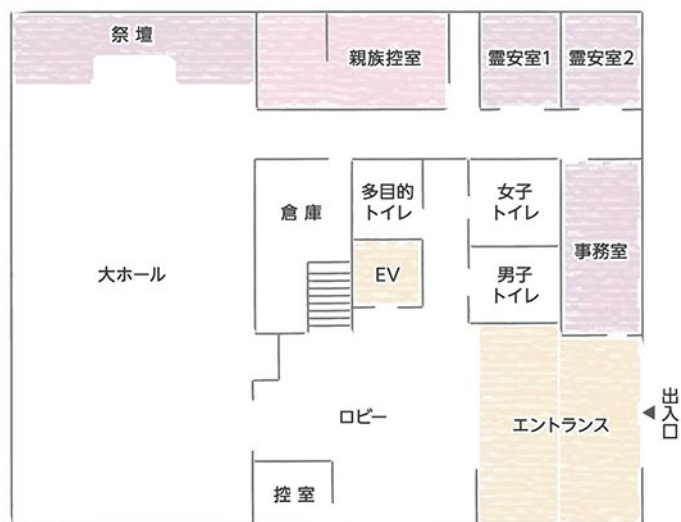 祭壇
親族控室
霊安室1
霊安室2
倉庫
多目的
トイレ
女子
トイレ
事務室
大ホール
EV
男子
トイレ
ロビー
エントランス
出入口
控室